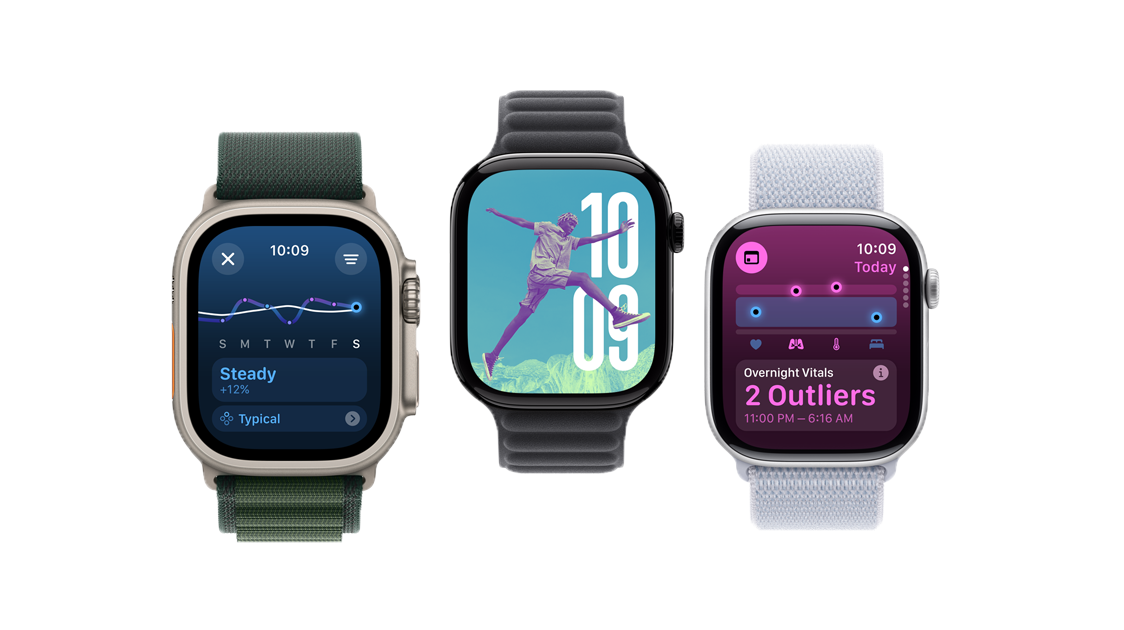 10:09
S M T W T F S
Steady
+12%
Typical
10
09
10:09
Today
Overnight Vitals
2 Outliers
11:00 PM – 6:16 AM